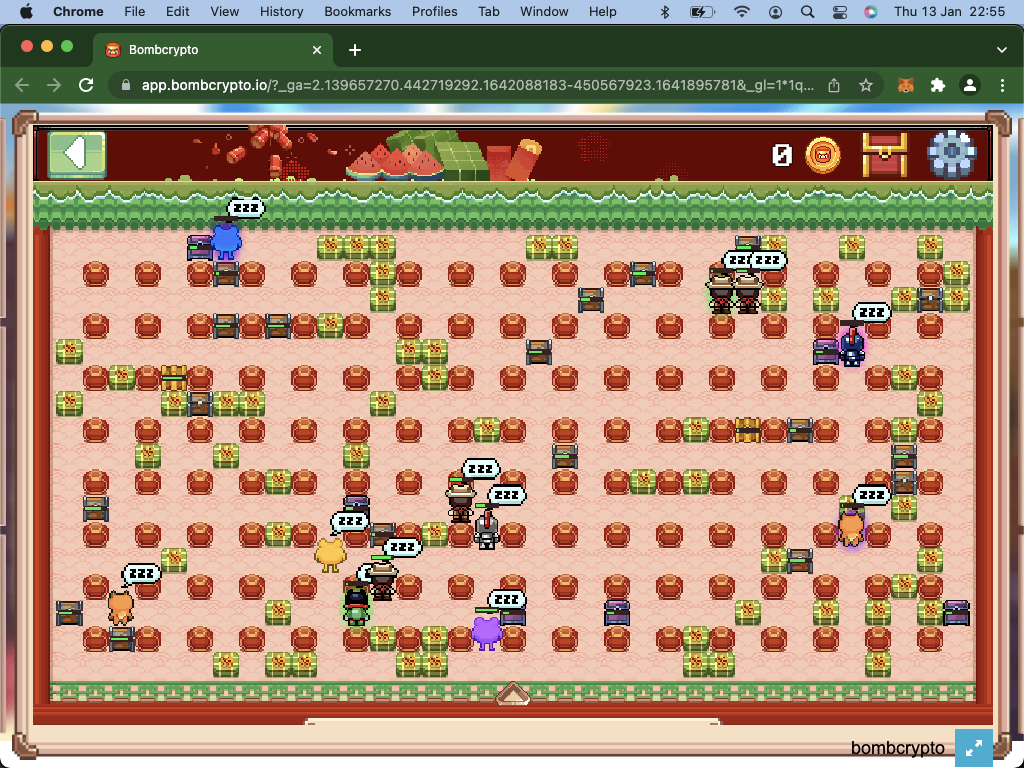 Chrome File Edit View History Bookmarks Profiles Tab Window Help Thu 13 Jan 22:55
Bombcrypto
app.bombcrypto.io/?_ga=2.139657270.442719292.1642088183-450567923.1641895781&_gl=1*1q...
0
zzz
zzz zzz
zzz
zzz
zzz
zzz
zzz
zzz
zzz
zzz
bombcrypto